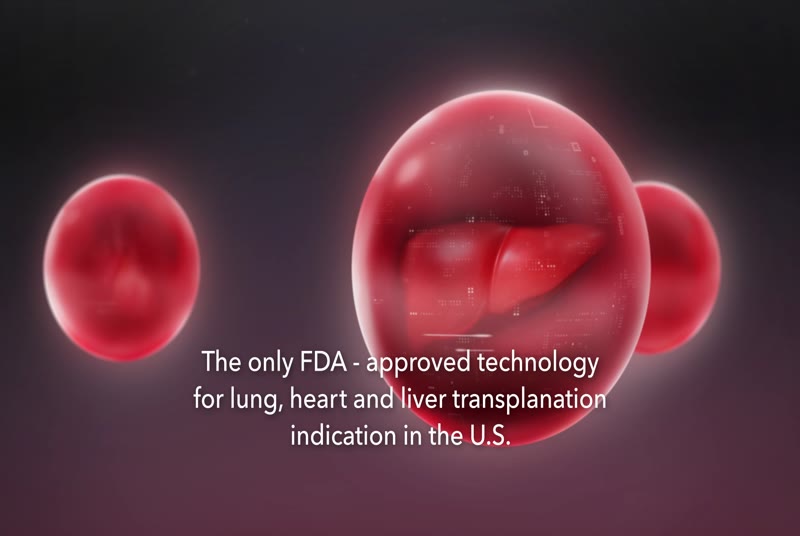 The only FDA - approved technology
for lung, heart and liver transplanation
indication in the U.S.